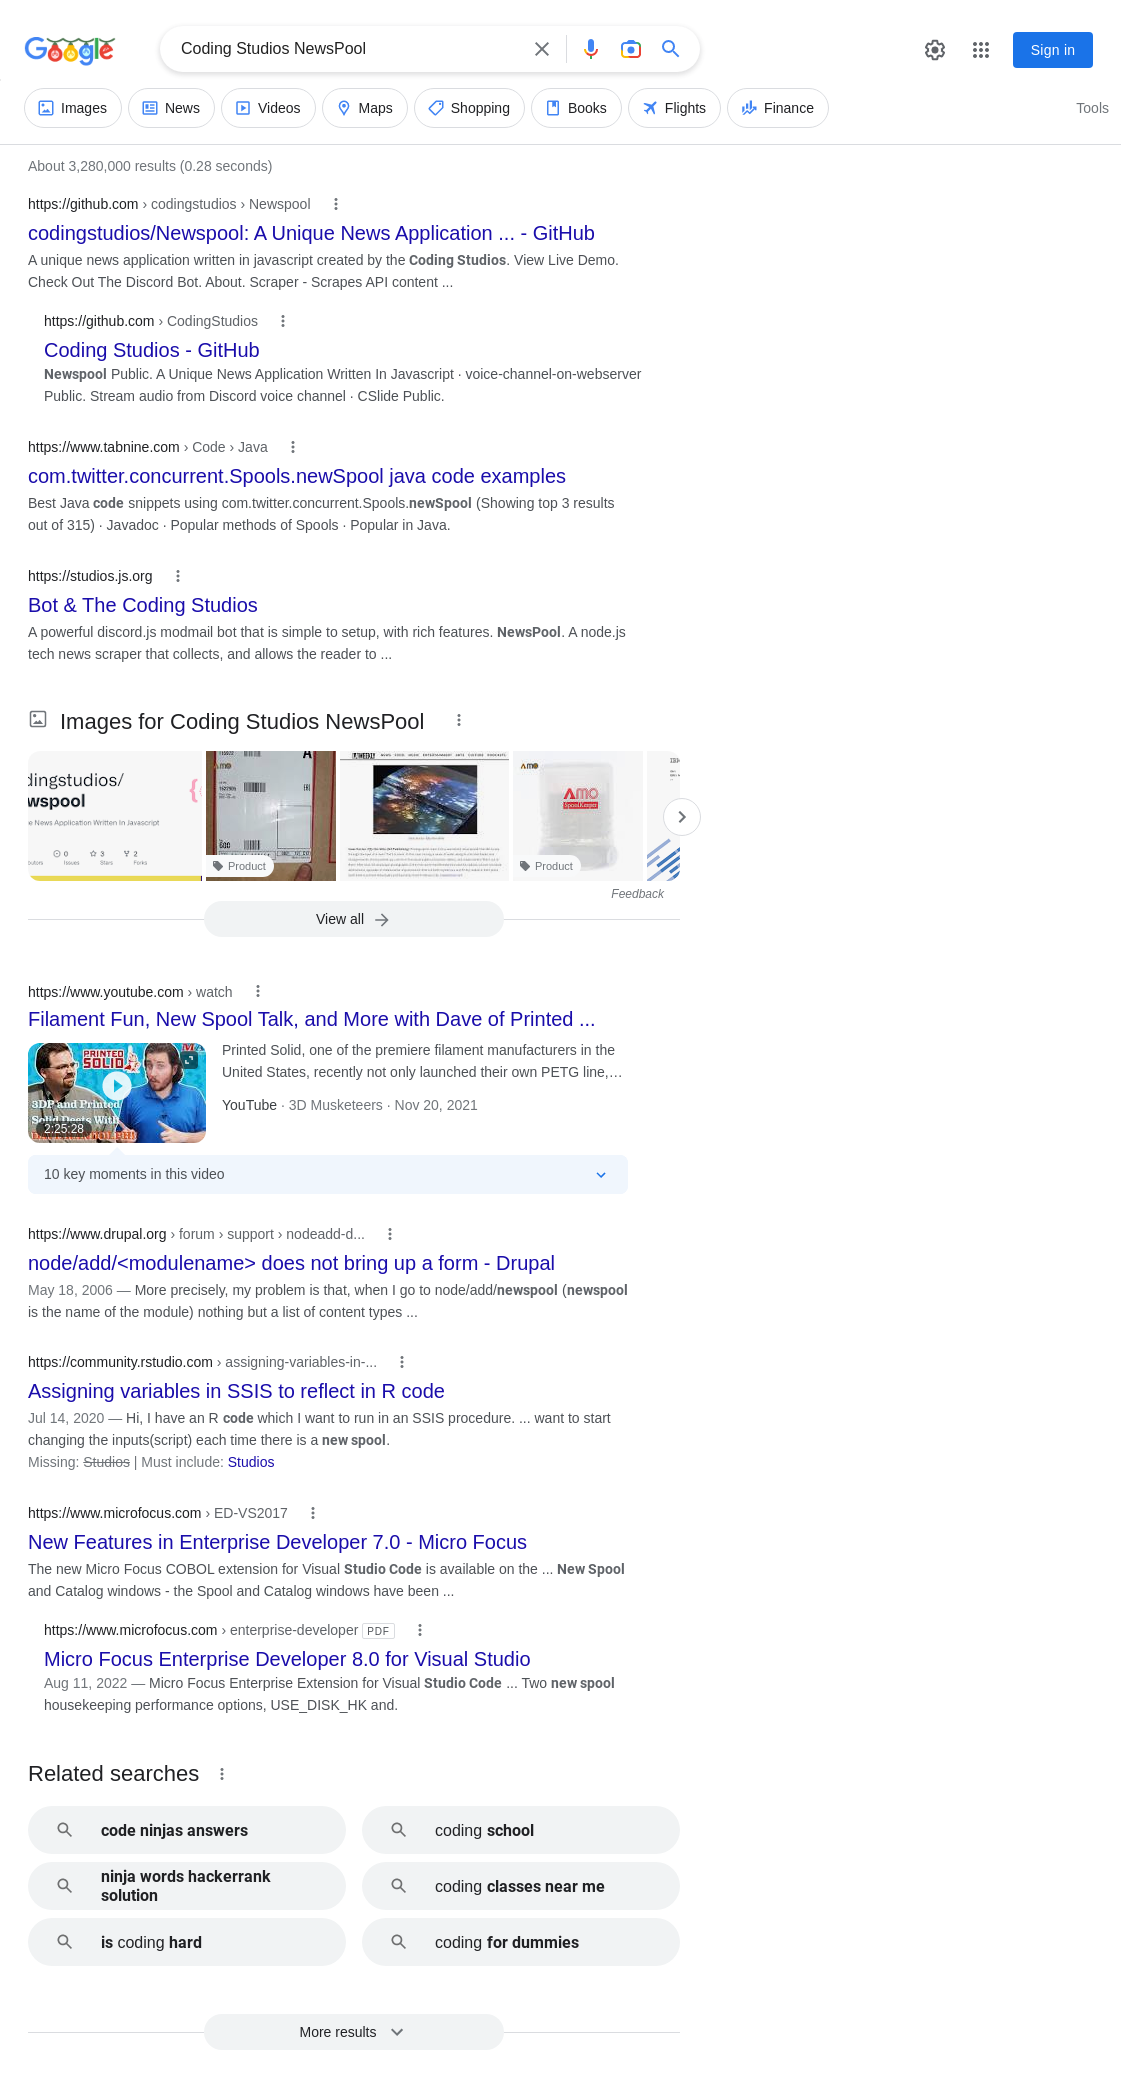 Google
Coding Studios NewsPool
Sign in
Images News Videos Maps Shopping Books Flights Finance Tools
About 3,280,000 results (0.28 seconds)
https://github.com › codingstudios › Newspool
codingstudios/Newspool: A Unique News Application ... - GitHub
A unique news application written in javascript created by the Coding Studios. View Live Demo.
Check Out The Discord Bot. About. Scraper - Scrapes API content ...
https://github.com › CodingStudios
Coding Studios - GitHub
Newspool Public. A Unique News Application Written In Javascript · voice-channel-on-webserver
Public. Stream audio from Discord voice channel · CSlide Public.
https://www.tabnine.com › Code › Java
com.twitter.concurrent.Spools.newSpool java code examples
Best Java code snippets using com.twitter.concurrent.Spools.newSpool (Showing top 3 results
out of 315) · Javadoc · Popular methods of Spools · Popular in Java.
https://studios.js.org
Bot & The Coding Studios
A powerful discord.js modmail bot that is simple to setup, with rich features. NewsPool. A node.js
tech news scraper that collects, and allows the reader to ...
Images for Coding Studios NewsPool
dingstudios/
wspool
e News Application Written In Javascript
0 3 2
Issues Stars Forks
Product
WEEKLY
AMO
AMO
SpoolKeeper
Product
Feedback
View all
https://www.youtube.com › watch
Filament Fun, New Spool Talk, and More with Dave of Printed ...
PRINTED
SOLID
3DP and Printed
Solid Deets With
2:25:28
Printed Solid, one of the premiere filament manufacturers in the
United States, recently not only launched their own PETG line,…
YouTube · 3D Musketeers · Nov 20, 2021
10 key moments in this video
https://www.drupal.org › forum › support › nodeadd-d...
node/add/<modulename> does not bring up a form - Drupal
May 18, 2006 — More precisely, my problem is that, when I go to node/add/newspool (newspool
is the name of the module) nothing but a list of content types ...
https://community.rstudio.com › assigning-variables-in-...
Assigning variables in SSIS to reflect in R code
Jul 14, 2020 — Hi, I have an R code which I want to run in an SSIS procedure. ... want to start
changing the inputs(script) each time there is a new spool.
Missing: Studios | Must include: Studios
https://www.microfocus.com › ED-VS2017
New Features in Enterprise Developer 7.0 - Micro Focus
The new Micro Focus COBOL extension for Visual Studio Code is available on the ... New Spool
and Catalog windows - the Spool and Catalog windows have been ...
https://www.microfocus.com › enterprise-developer PDF
Micro Focus Enterprise Developer 8.0 for Visual Studio
Aug 11, 2022 — Micro Focus Enterprise Extension for Visual Studio Code ... Two new spool
housekeeping performance options, USE_DISK_HK and.
Related searches
code ninjas answers
coding school
ninja words hackerrank
solution
coding classes near me
is coding hard
coding for dummies
More results